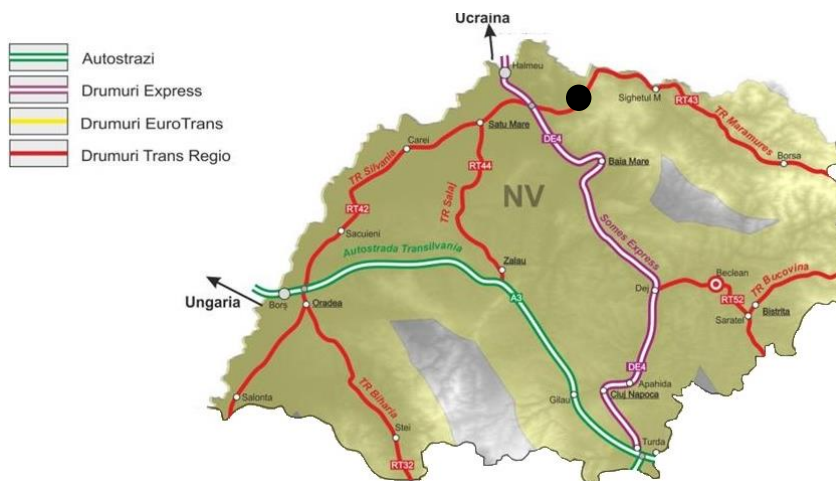 Ucraina
Autostrazi
Drumuri Express
Drumuri EuroTrans
Drumuri Trans Regio
Halmeu
Sighetul M
RT43
TR Maramures
Borsa
Satu Mare
Carei
DE4
Baia Mare
TR Silvania
RT44
TR Salaj
NV
RT42
Sacuieni
Somes Express
Autostrada Transilvania
Zalau
Ungaria
Borș
Oradea
A3
Dej
Beclean
RT52
TR Bucovina
Saratel
Bistrita
DE4
TR Biharia
Salonta
Gilau
Apahida
Cluj Napoca
Stei
Turda
RT32